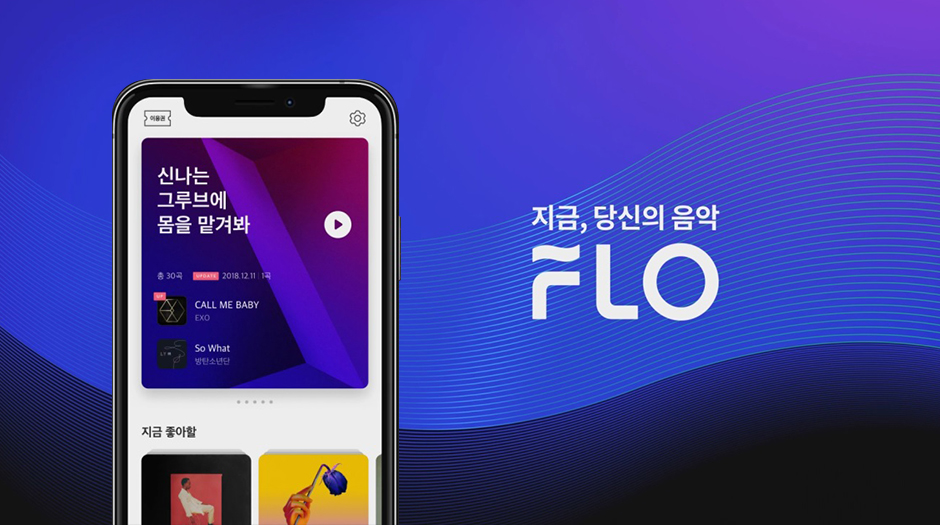 이용권
신나는
그루브에
몸을 맡겨봐
총 30곡 UPDATE 2018.12.11 1곡
CALL ME BABY
EXO
So What
방탄소년단
지금 좋아할
지금, 당신의 음악
FLO